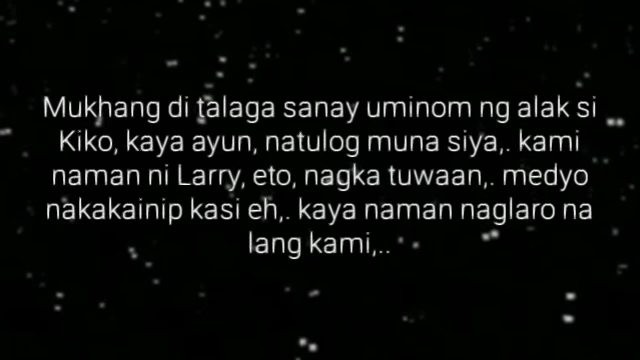 Mukhang di talaga sanay uminom ng alak si
Kiko, kaya ayun, natulog muna siya,. kami
naman ni Larry, eto, nagka tuwaan,. medyo
nakakainip kasi eh,. kaya naman naglaro na
lang kami,..